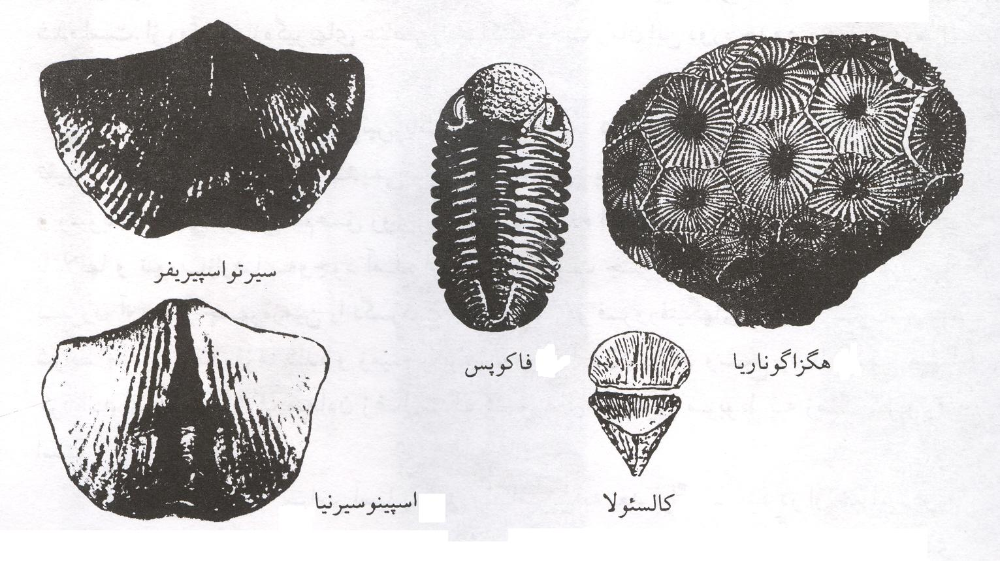 سیرتواسپیریفر
فاکوپس
هگزاگوناریا
اسپینوسیرنیا
کالسئولا